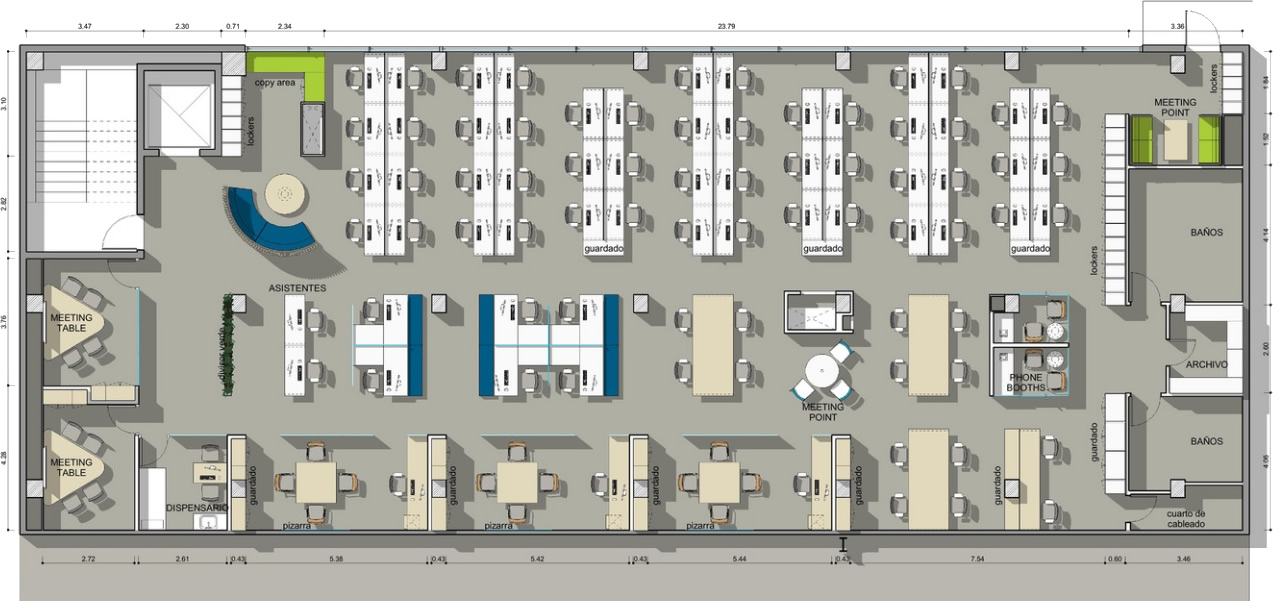 3.47
2.30
0.71
2.34
23.79
3.36
copy area
lockers
lockers
MEETING
POINT
3.10
1.84
1.52
2.82
4.14
BAÑOS
guardado
guardado
guardado
lockers
ASISTENTES
MEETING
TABLE
3.76
divisor verde
2.60
ARCHIVO
PHONE
BOOTHS
MEETING
POINT
MEETING
TABLE
4.28
guardado
guardado
guardado
guardado
guardado
guardado
BAÑOS
4.06
DISPENSARIO
pizarra
pizarra
pizarra
cuarto de
cableado
2.72
2.61
0.43
5.38
0.43
5.42
0.43
5.44
0.43
7.54
0.60
3.46